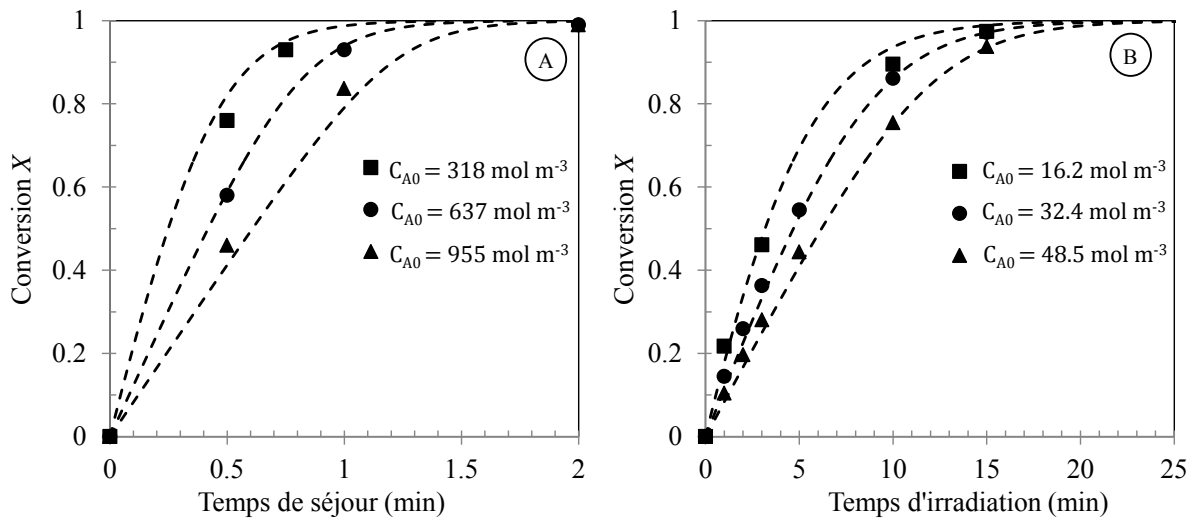 1
0.8
0.6
0.4
0.2
0
Conversion X
A
C_A0 = 318 mol m⁻³
C_A0 = 637 mol m⁻³
C_A0 = 955 mol m⁻³
0 0.5 1 1.5 2
Temps de séjour (min)
1
0.8
0.6
0.4
0.2
0
Conversion X
B
C_A0 = 16.2 mol m⁻³
C_A0 = 32.4 mol m⁻³
C_A0 = 48.5 mol m⁻³
0 5 10 15 20 25
Temps d'irradiation (min)